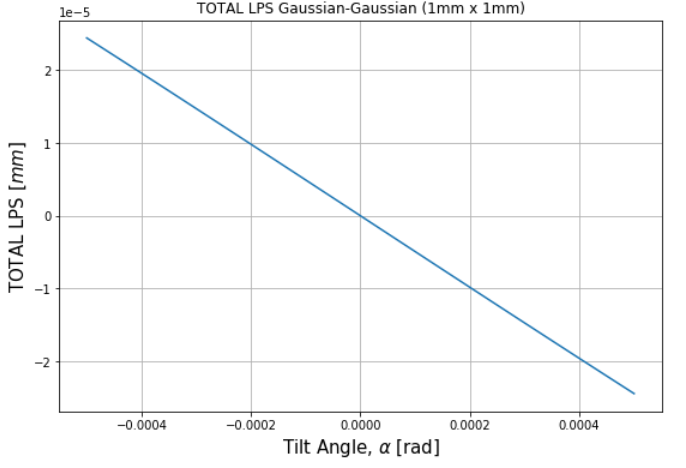 TOTAL LPS Gaussian-Gaussian (1mm x 1mm)
1e−5
2
1
0
−1
−2
TOTAL LPS [mm]
−0.0004 −0.0002 0.0000 0.0002 0.0004
Tilt Angle, α [rad]